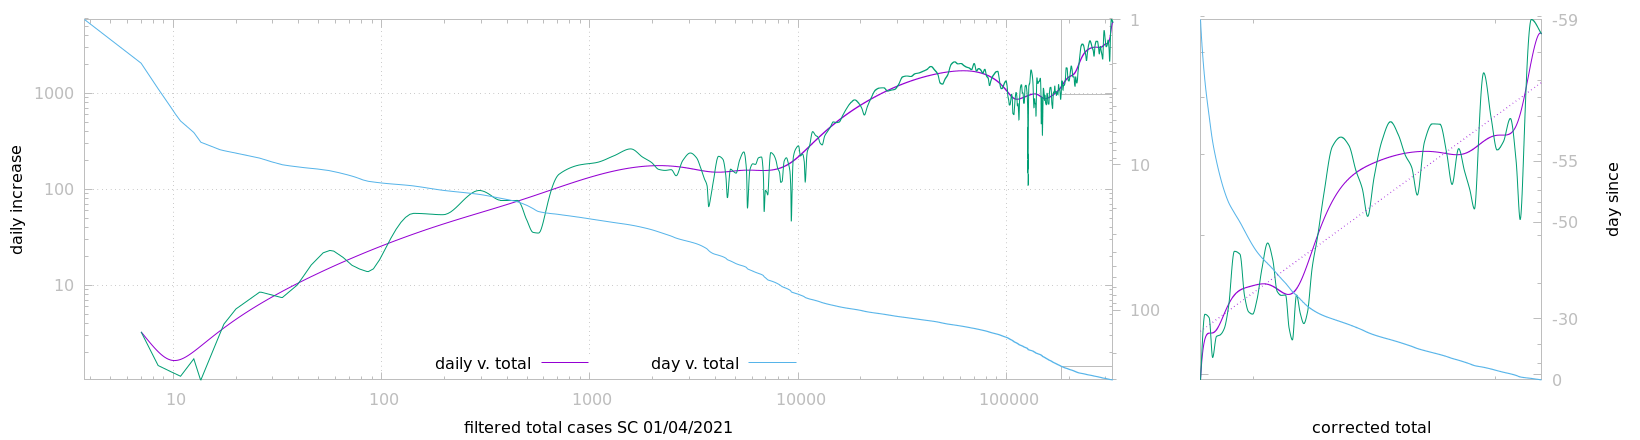 daily increase
1000
100
10
daily v. total
day v. total
10
100
1000
10000
100000
filtered total cases SC 01/04/2021
1
10
100
-59
-55
-50
-30
0
day since
corrected total